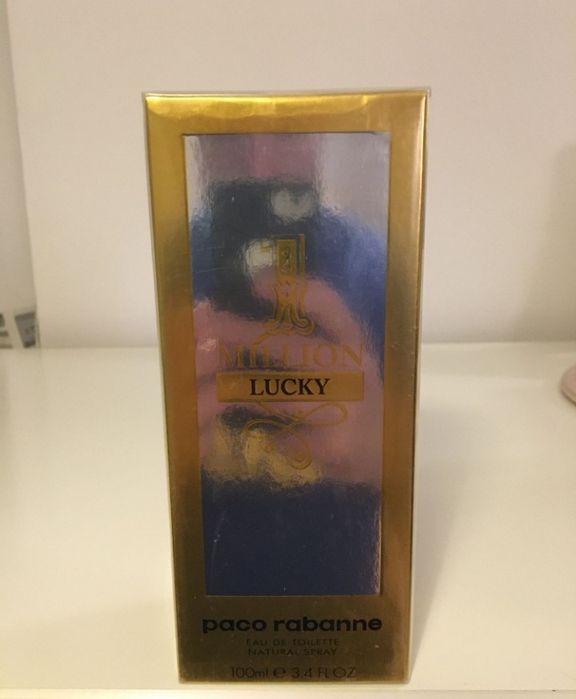 1
MILLION
LUCKY
paco rabanne
EAU DE TOILETTE
NATURAL SPRAY
100ml ℮ 3.4 FL OZ